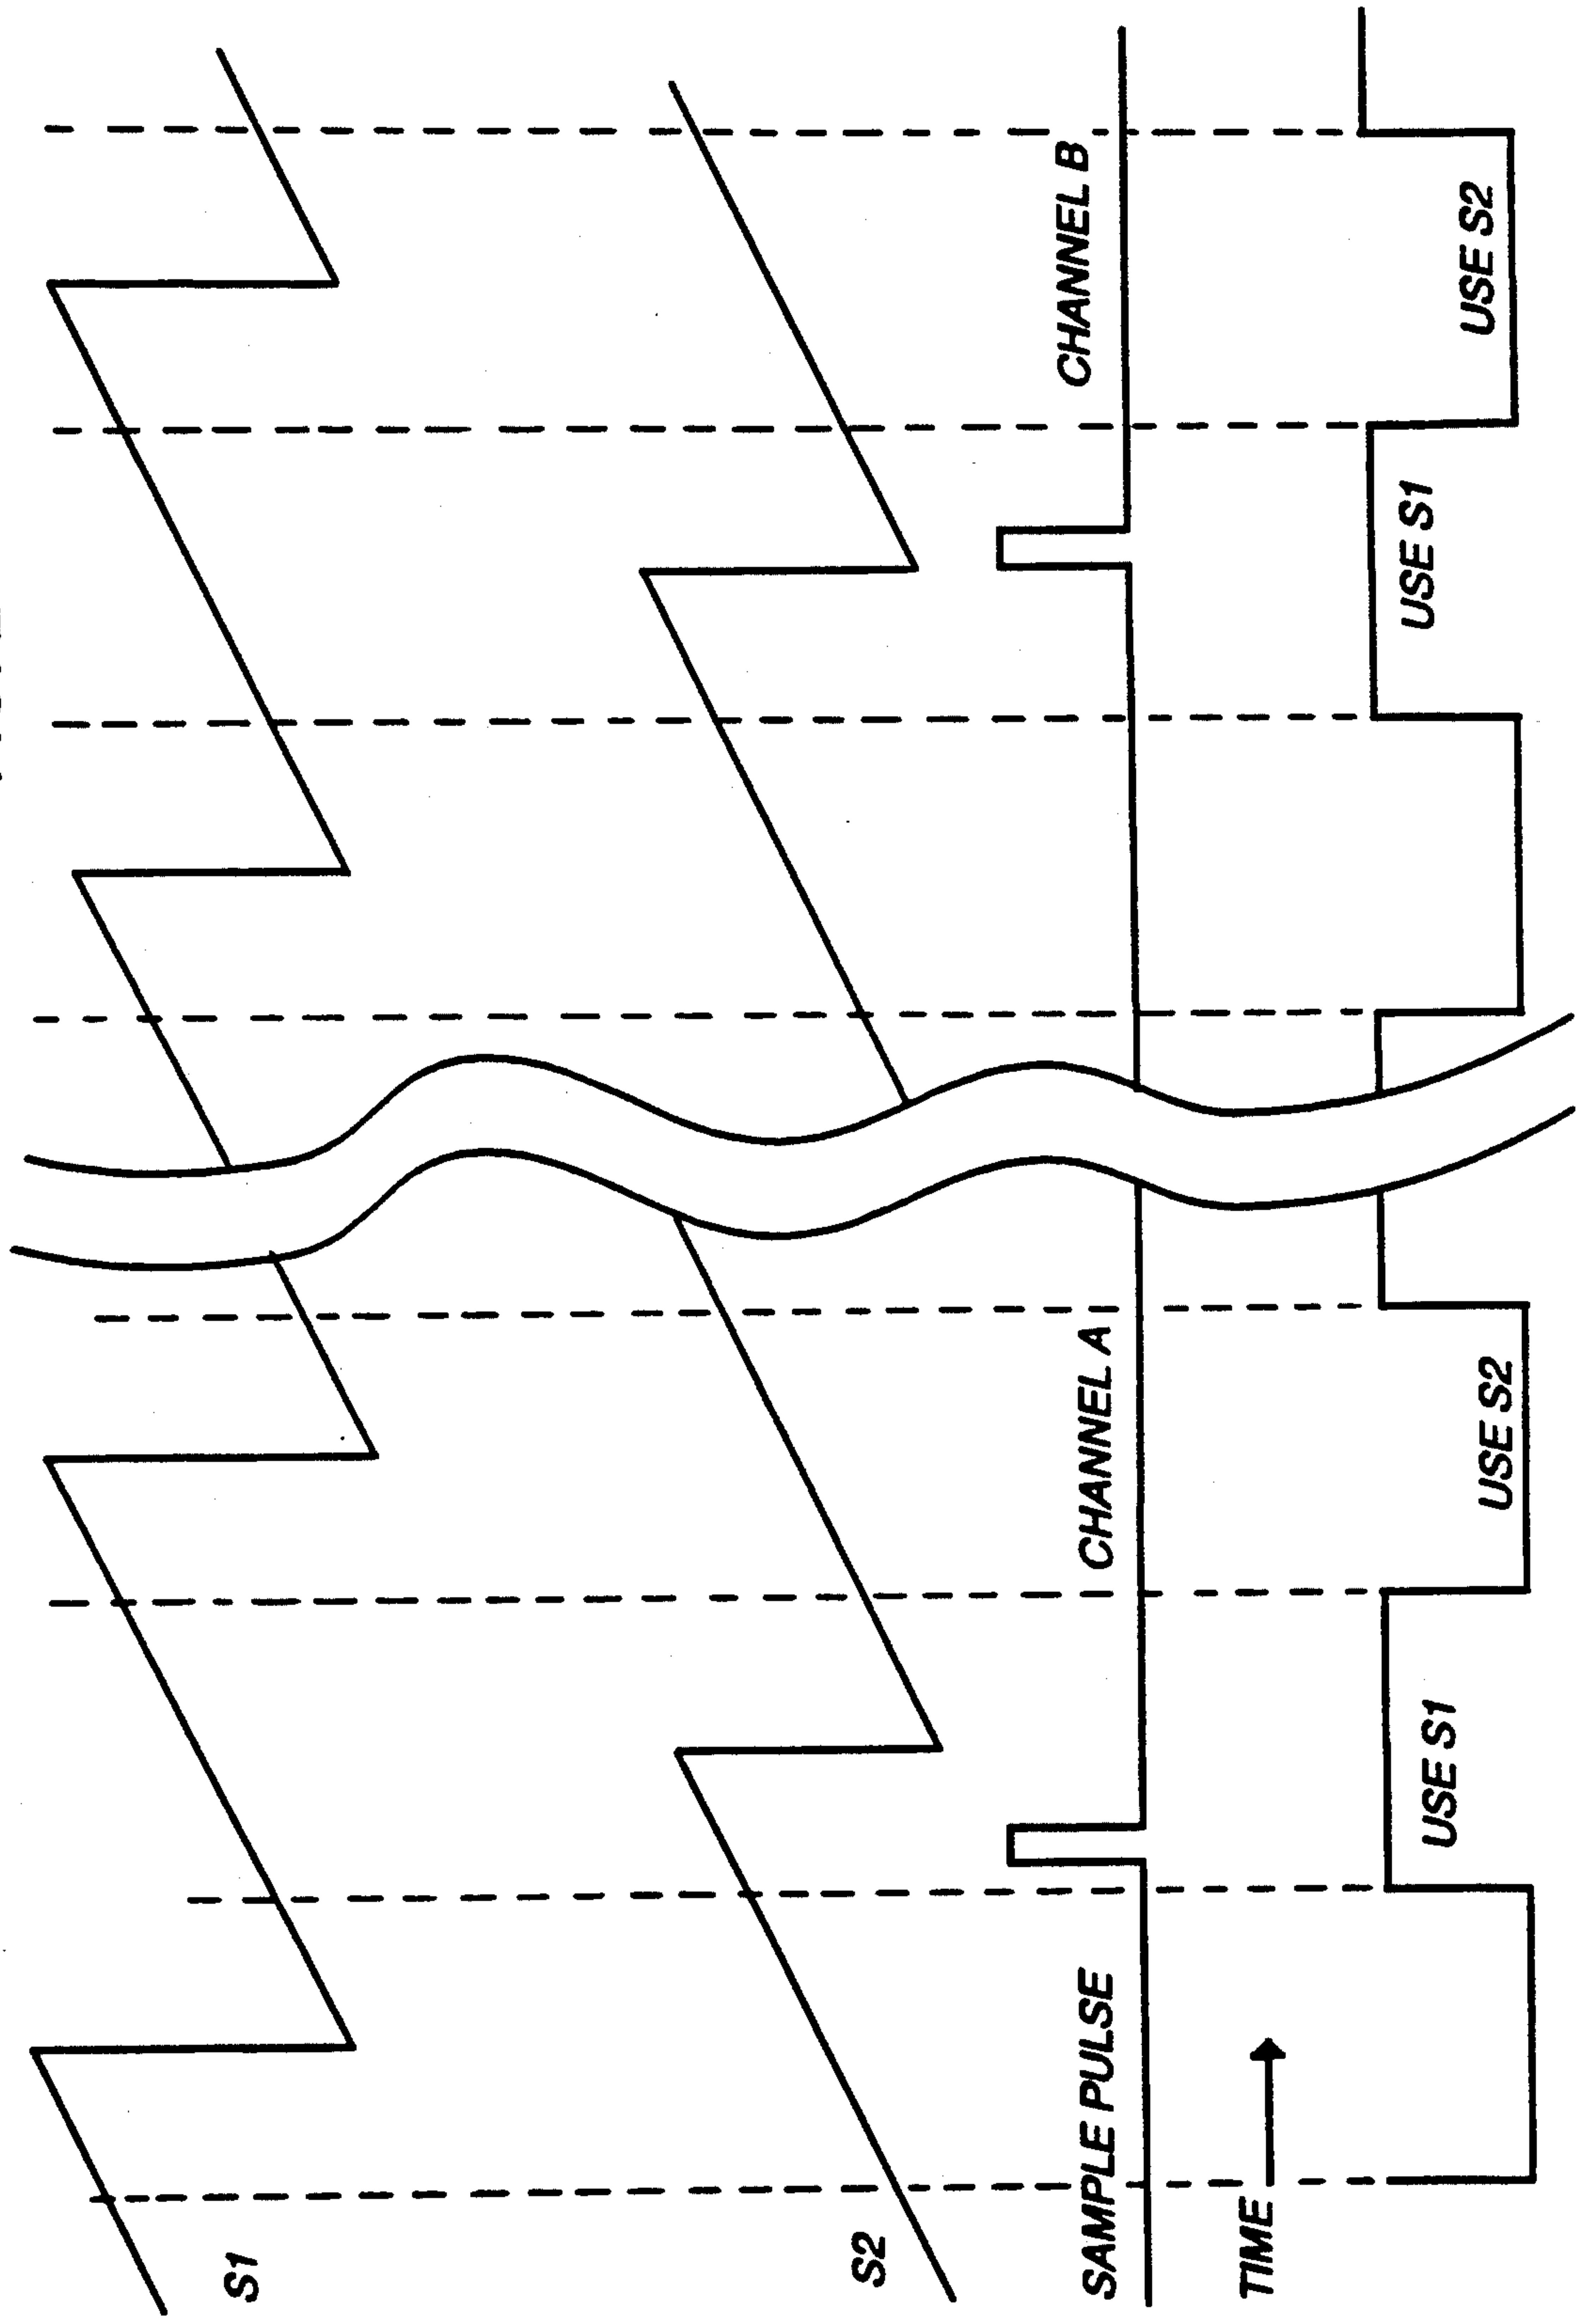 S1
S2
SAMPLE PULSE
CHANNEL A
CHANNEL B
TIME
USE S1
USE S2
USE S1
USE S2